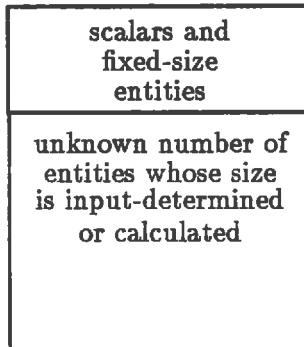 scalars and
fixed-size
entities
unknown number of
entities whose size
is input-determined
or calculated